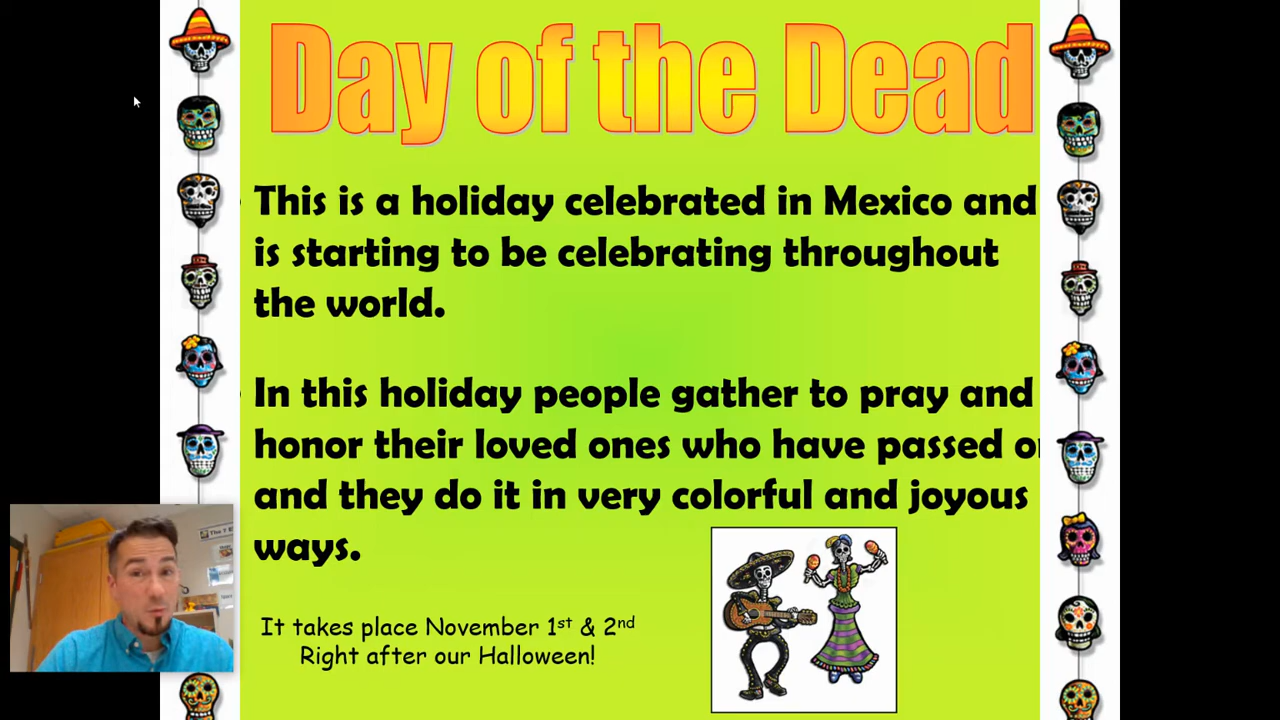 Day of the Dead
This is a holiday celebrated in Mexico and
is starting to be celebrating throughout
the world.
In this holiday people gather to pray and
honor their loved ones who have passed
and they do it in very colorful and joyous
ways.
It takes place November 1st & 2nd
Right after our Halloween!